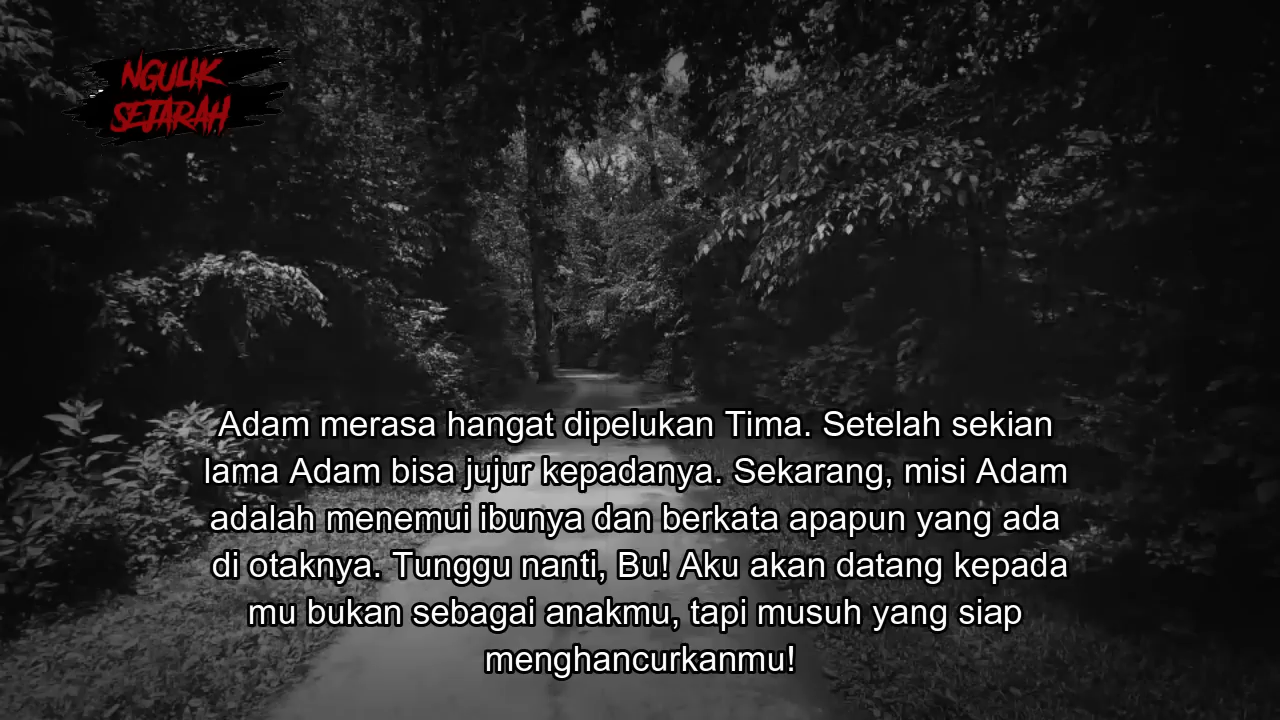 NGULIK
SEJARAH
Adam merasa hangat dipelukan Tima. Setelah sekian
lama Adam bisa jujur kepadanya. Sekarang, misi Adam
adalah menemui ibunya dan berkata apapun yang ada
di otaknya. Tunggu nanti, Bu! Aku akan datang kepada
mu bukan sebagai anakmu, tapi musuh yang siap
menghancurkanmu!